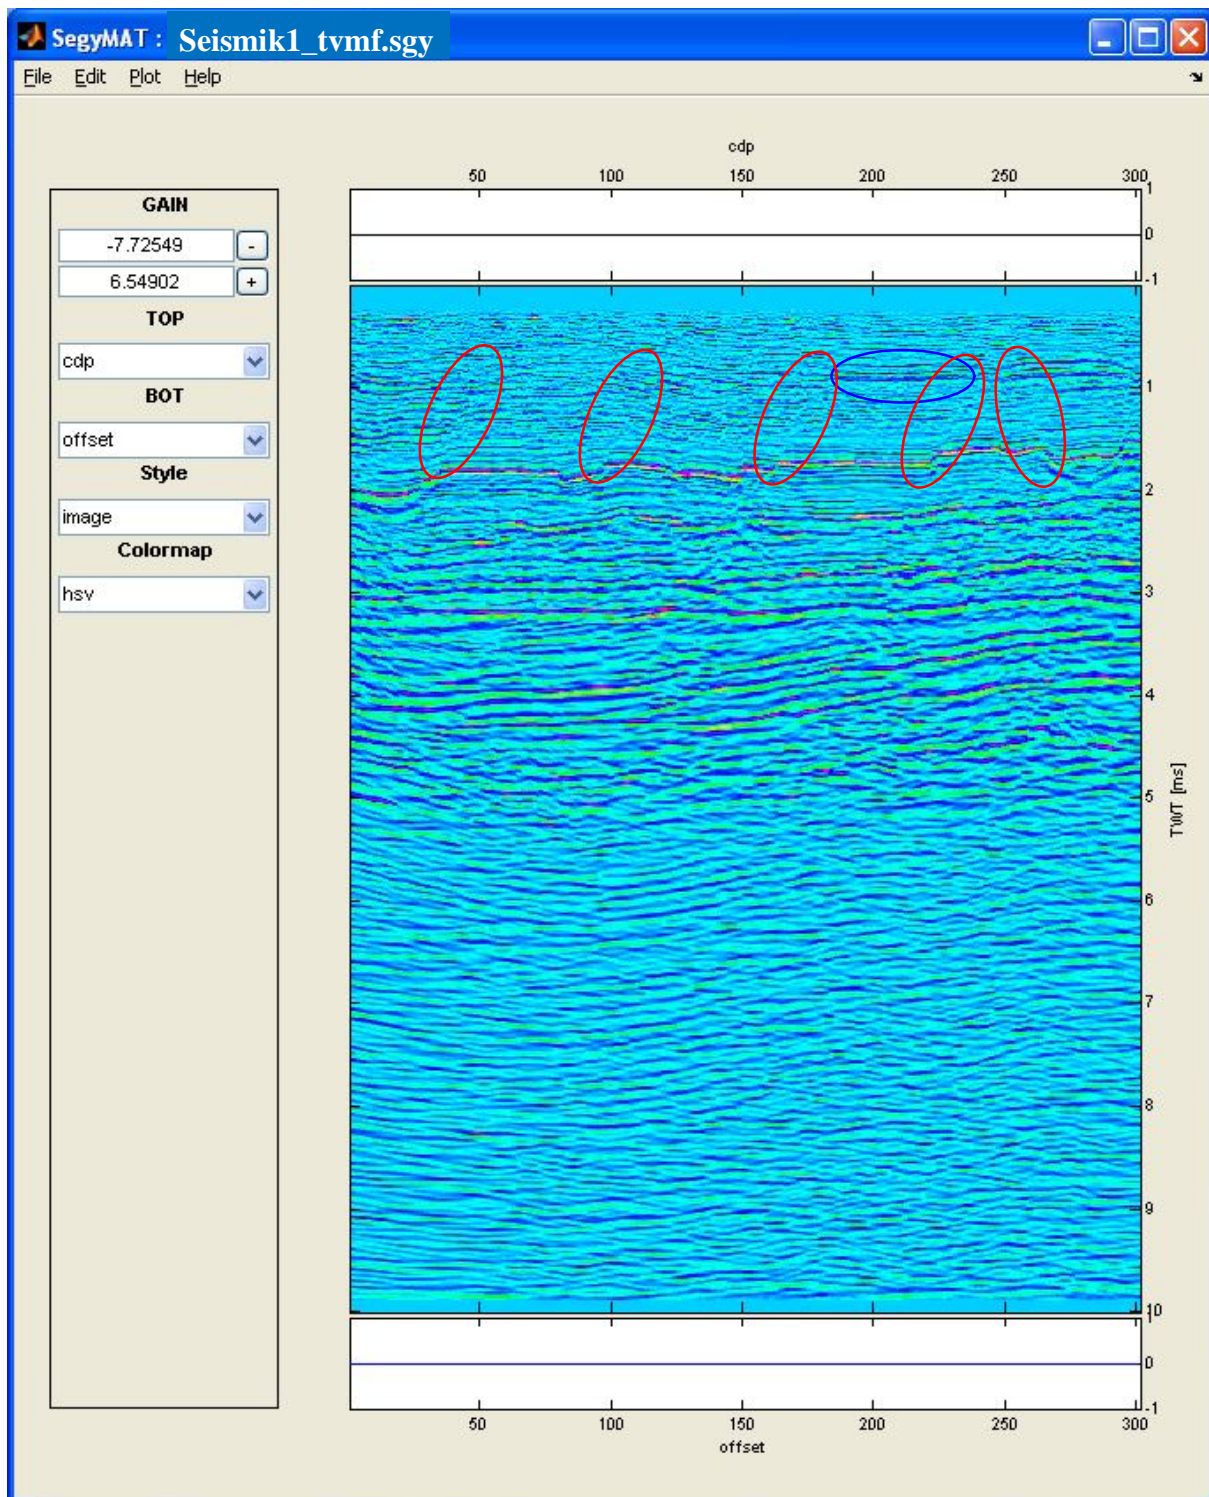 SegyMAT : Seismik1_tvmf.sgy
File Edit Plot Help
cdp
50 100 150 200 250 300
1
0
-1
GAIN
-7.72549 -
6.54902 +
TOP
cdp
BOT
offset
Style
image
Colormap
hsv
1
2
3
4
5
6
7
8
9
10
TWT [ms]
1
0
-1
50 100 150 200 250 300
offset